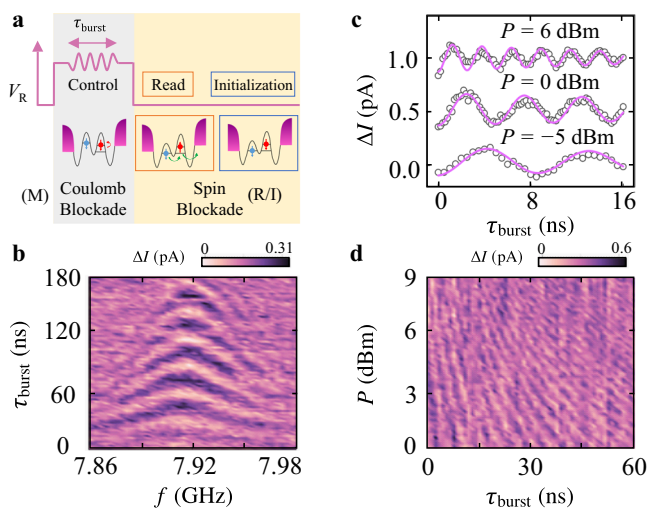 a
τburst
VR
Control
Read
Initialization
(M)
Coulomb
Blockade
Spin
Blockade
(R/I)
b
ΔI (pA)
0
0.31
180
120
60
0
τburst (ns)
7.86
7.92
7.98
f (GHz)
c
P = 6 dBm
P = 0 dBm
P = −5 dBm
1.0
0.5
0.0
ΔI (pA)
0
8
16
τburst (ns)
d
ΔI (pA)
0
0.6
9
6
3
0
P (dBm)
0
30
60
τburst (ns)